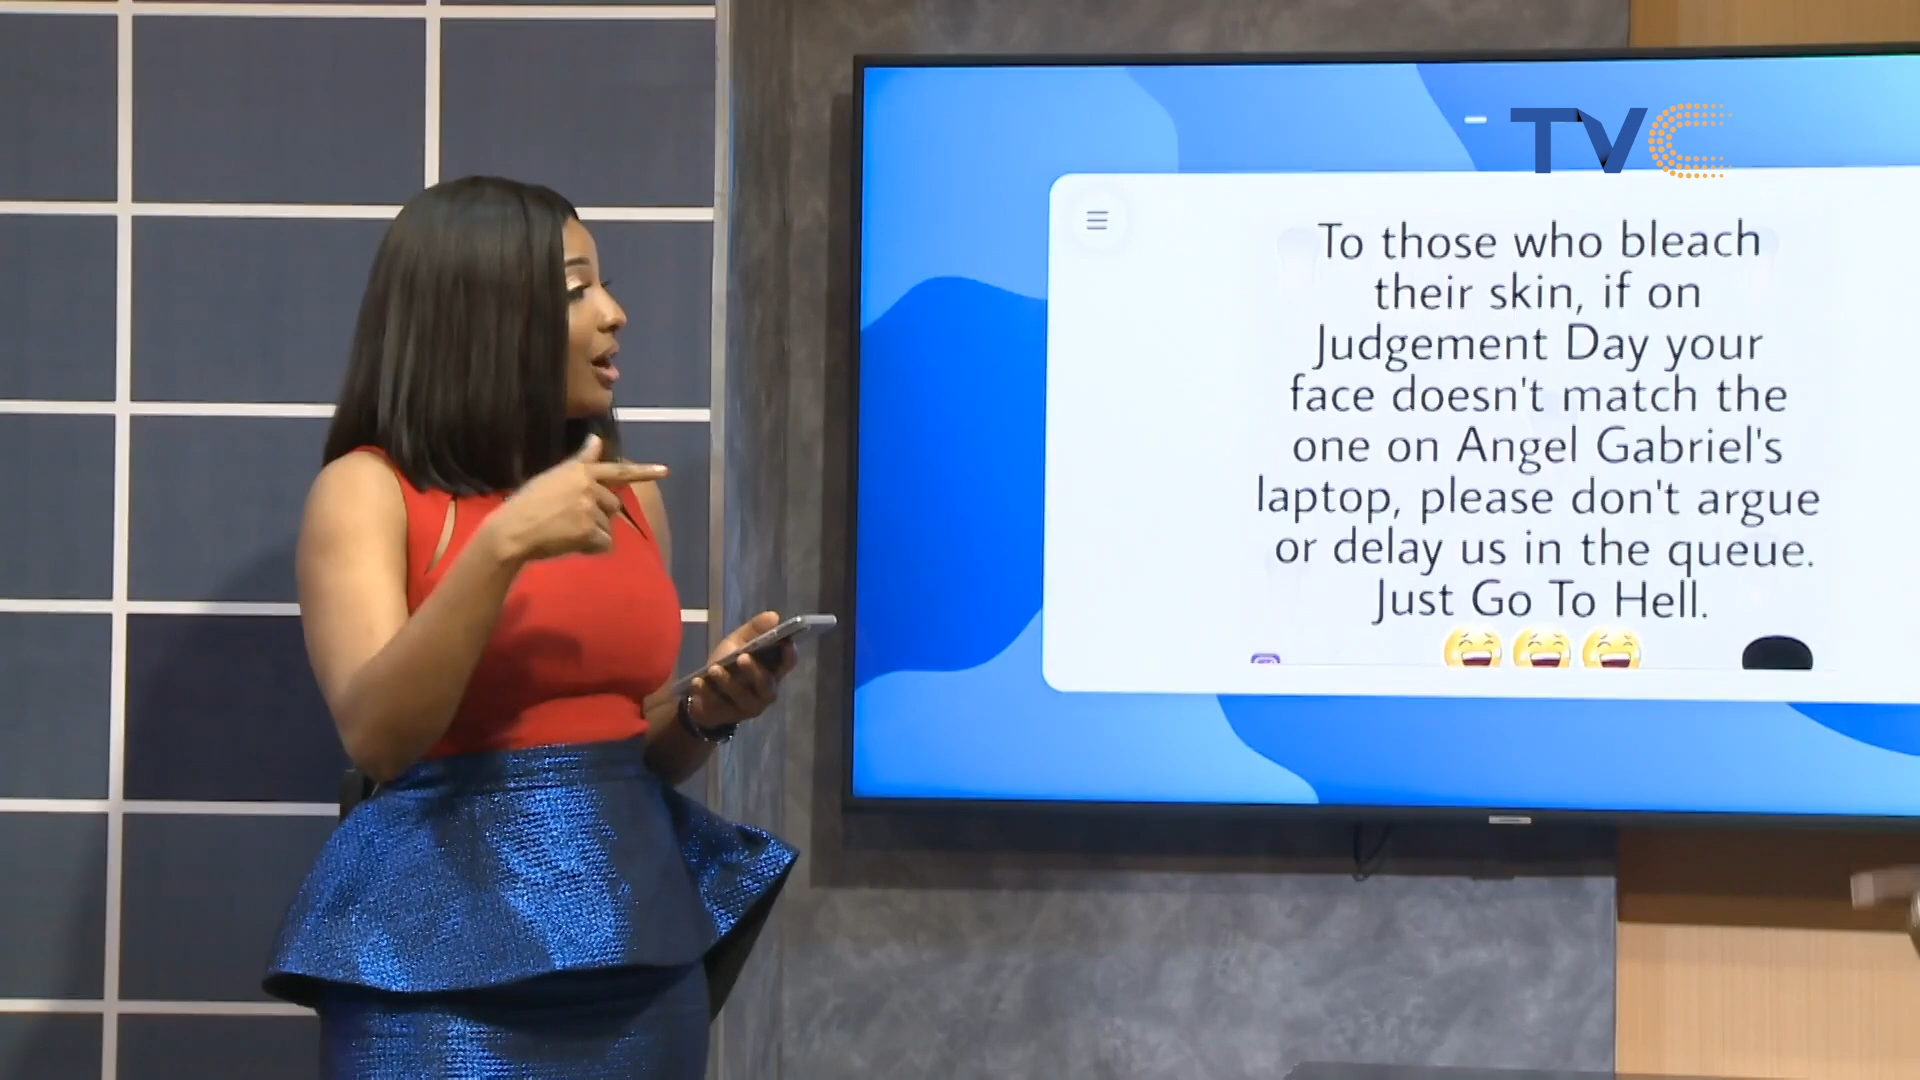 TVC
To those who bleach
their skin, if on
Judgement Day your
face doesn't match the
one on Angel Gabriel's
laptop, please don't argue
or delay us in the queue.
Just Go To Hell.